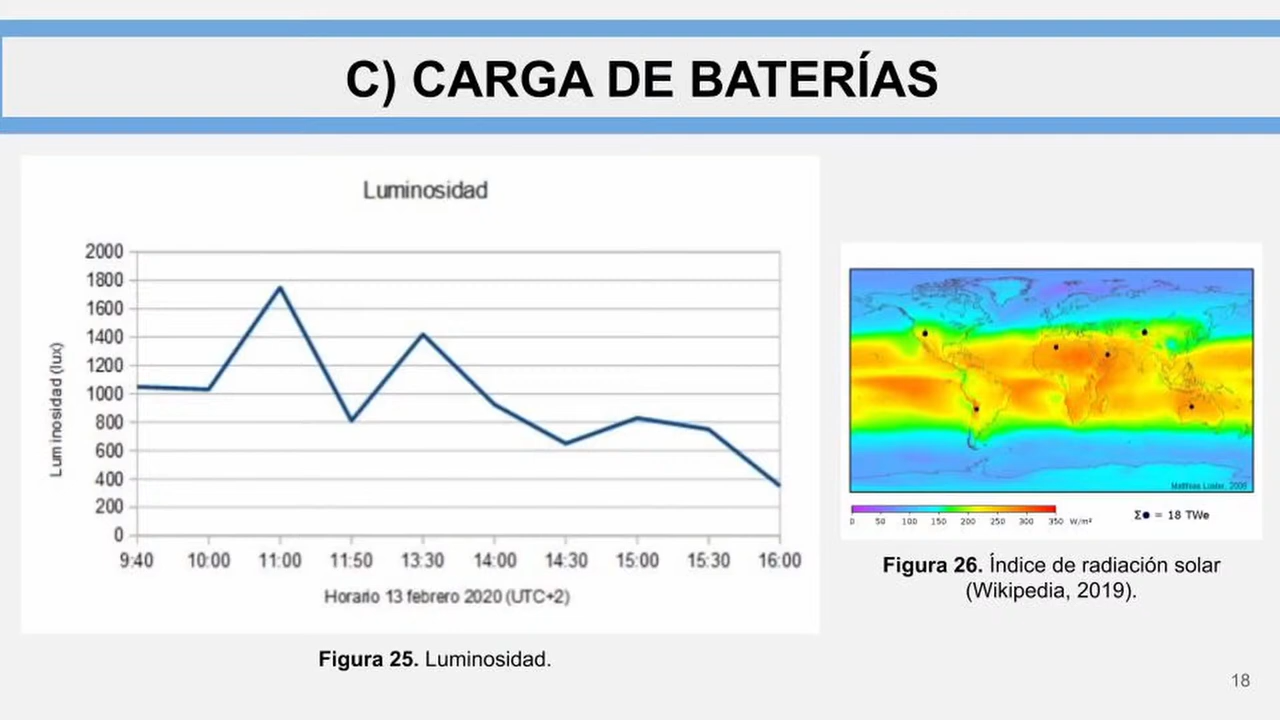 C) CARGA DE BATERÍAS
Luminosidad
2000
1800
1600
1400
1200
1000
800
600
400
200
0
Luminosidad (lux)
9:40 10:00 11:00 11:50 13:30 14:00 14:30 15:00 15:30 16:00
Horario 13 febrero 2020 (UTC+2)
Figura 25. Luminosidad.
Matthias Loster, 2006
0 50 100 150 200 250 300 350 W/m²
Σ● = 18 TWe
Figura 26. Índice de radiación solar
(Wikipedia, 2019).
18